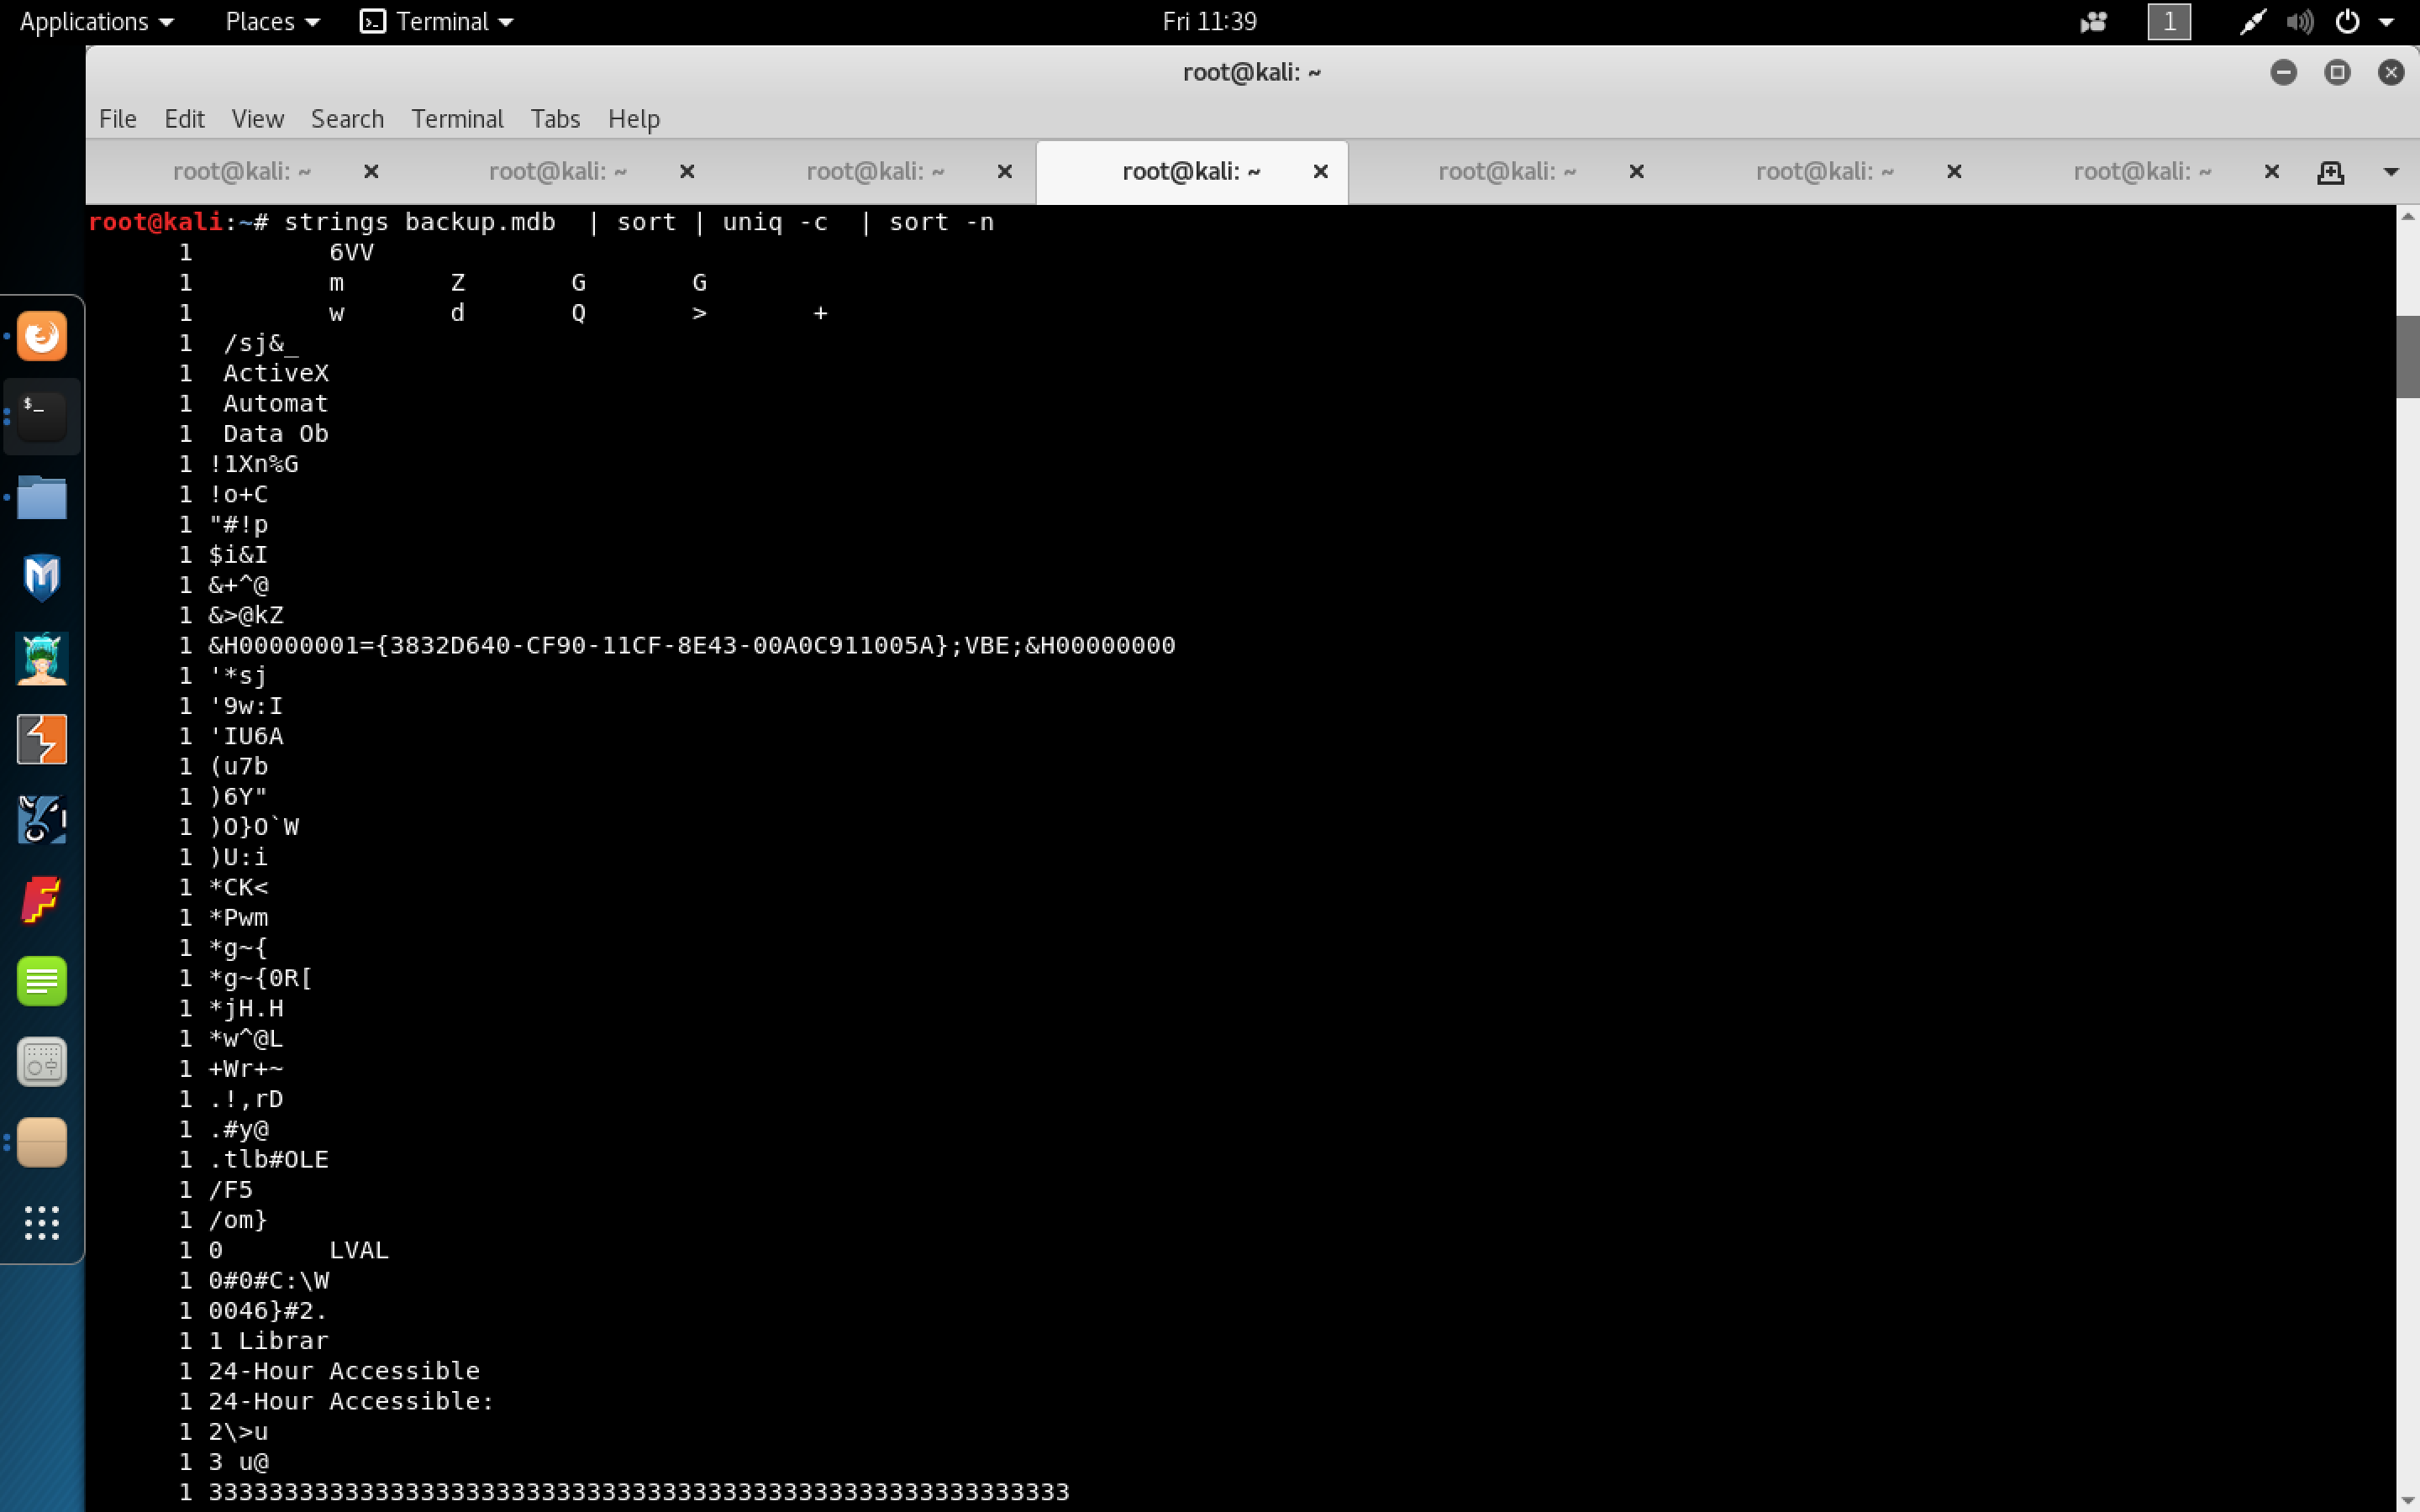 Applications Places Terminal Fri 11:39 1
root@kali: ~
File Edit View Search Terminal Tabs Help
root@kali: ~ root@kali: ~ root@kali: ~ root@kali: ~ root@kali: ~ root@kali: ~ root@kali: ~
root@kali:~# strings backup.mdb  | sort | uniq -c  | sort -n
1 6VV
1 m Z G G
1 w d Q > +
1  /sj&_
1  ActiveX
1  Automat
1  Data Ob
1 !1Xn%G
1 !o+C
1 "#!p
1 $i&I
1 &+^@
1 &>@kZ
1 &H00000001={3832D640-CF90-11CF-8E43-00A0C911005A};VBE;&H00000000
1 '*sj
1 '9w:I
1 'IU6A
1 (u7b
1 )6Y"
1 )O}O`W
1 )U:i
1 *CK<
1 *Pwm
1 *g~{
1 *g~{0R[
1 *jH.H
1 *w^@L
1 +Wr+~
1 .!,rD
1 .#y@
1 .tlb#OLE
1 /F5
1 /om}
1 0 LVAL
1 0#0#C:\W
1 0046}#2.
1 1 Librar
1 24-Hour Accessible
1 24-Hour Accessible:
1 2\>u
1 3 u@
1 333333333333333333333333333333333333333333333333333333333